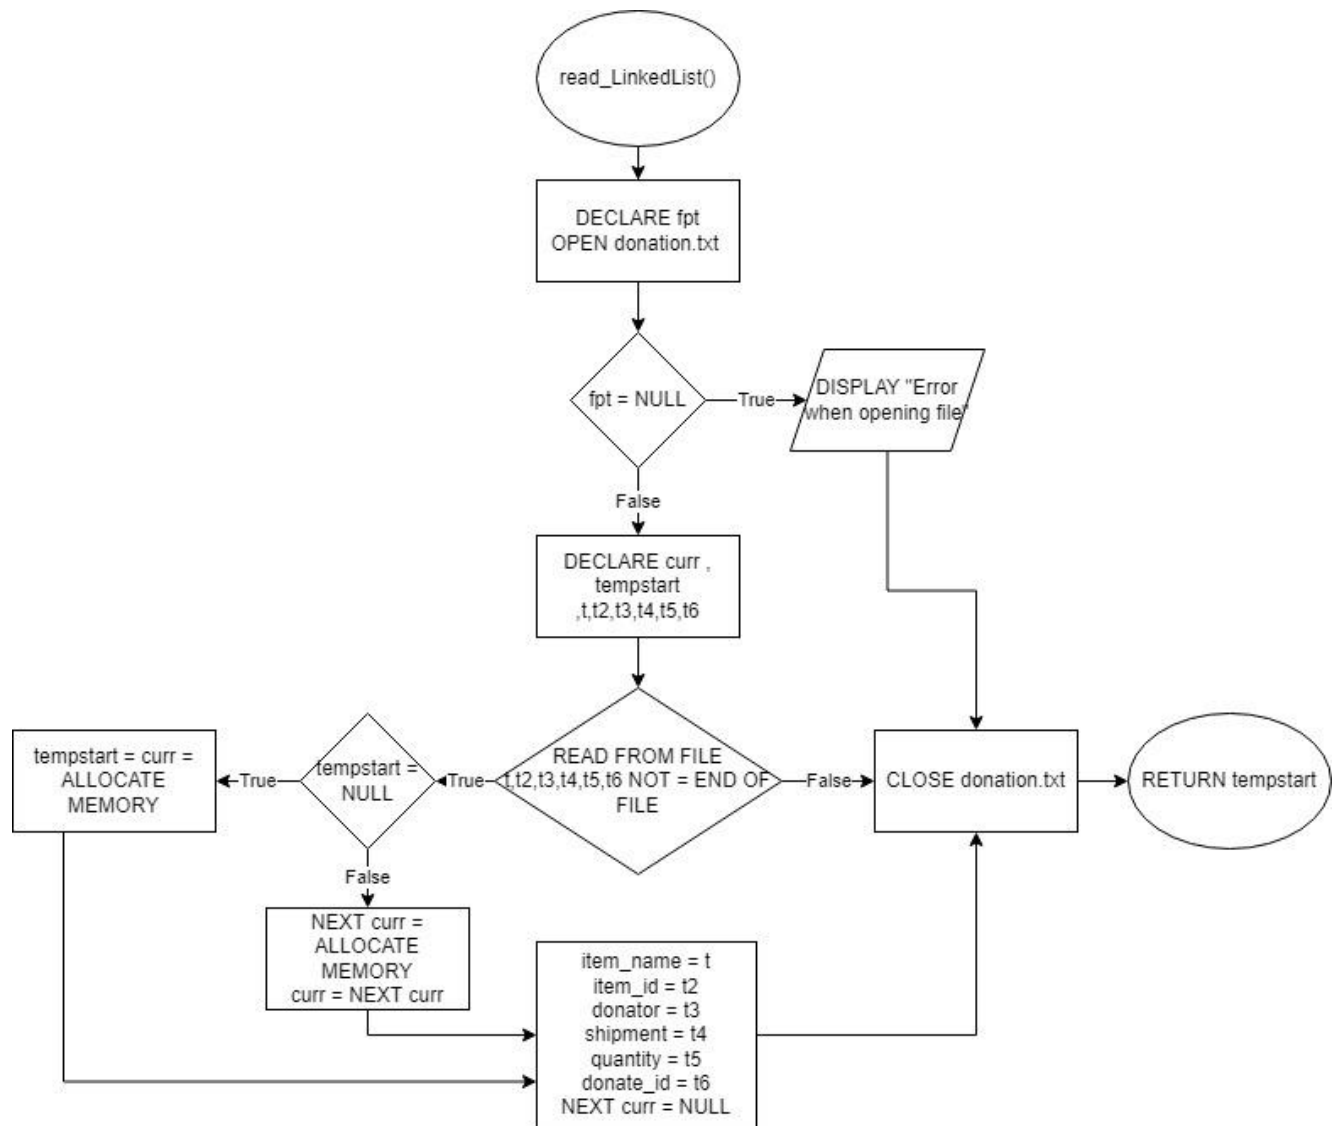 read_LinkedList()
DECLARE fpt
OPEN donation.txt
fpt = NULL
True
DISPLAY "Error
when opening file"
False
DECLARE curr ,
tempstart
,t,t2,t3,t4,t5,t6
READ FROM FILE
t,t2,t3,t4,t5,t6 NOT = END OF
FILE
True
False
tempstart =
NULL
True
tempstart = curr =
ALLOCATE
MEMORY
False
NEXT curr =
ALLOCATE
MEMORY
curr = NEXT curr
item_name = t
item_id = t2
donator = t3
shipment = t4
quantity = t5
donate_id = t6
NEXT curr = NULL
CLOSE donation.txt
RETURN tempstart